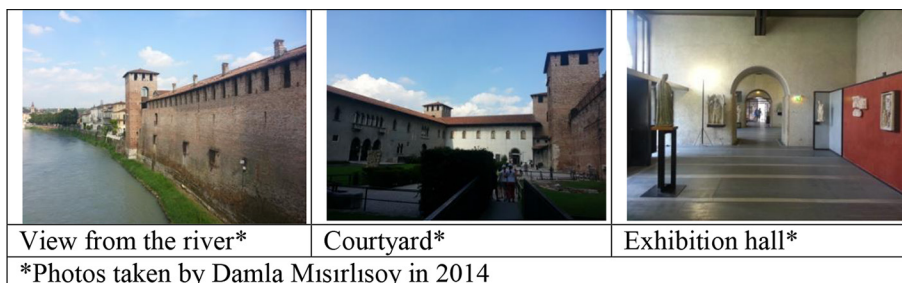 View from the river*
Courtyard*
Exhibition hall*
*Photos taken by Damla Mısırlısoy in 2014